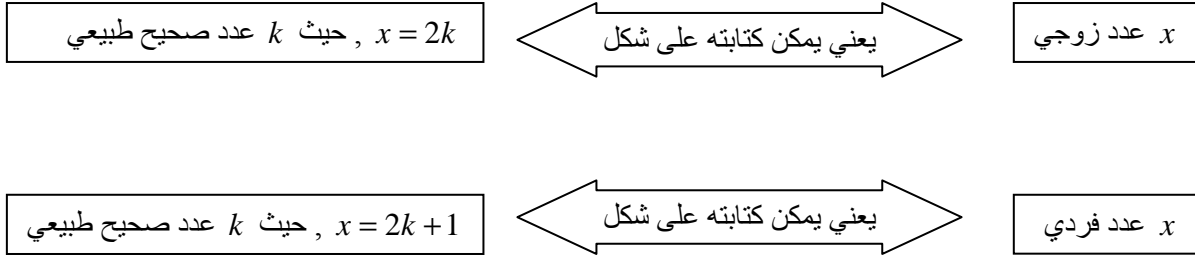 x عدد زوجي
يعني يمكن كتابته على شكل
x = 2k , حيث k عدد صحيح طبيعي
x عدد فردي
يعني يمكن كتابته على شكل
x = 2k + 1 , حيث k عدد صحيح طبيعي